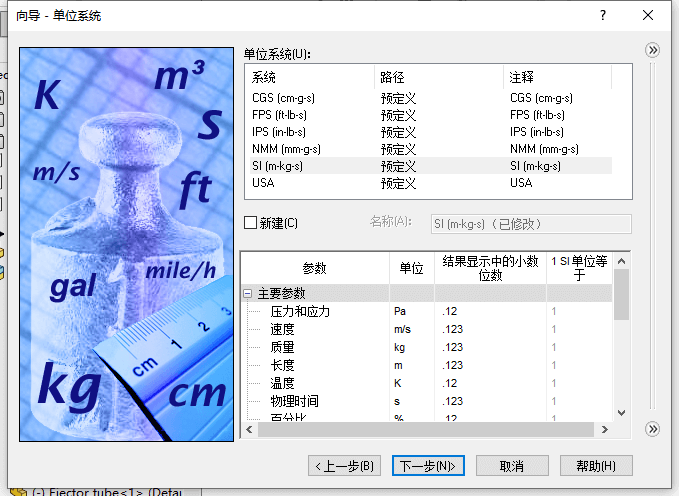 向导 - 单位系统
? ×
K
m³
S
m/s
ft
gal
mile/h
1 2 3
cm
kg
cm
单位系统(U):
系统 路径 注释
CGS (cm-g-s) 预定义 CGS (cm-g-s)
FPS (ft-lb-s) 预定义 FPS (ft-lb-s)
IPS (in-lb-s) 预定义 IPS (in-lb-s)
NMM (mm-g-s) 预定义 NMM (mm-g-s)
SI (m-kg-s) 预定义 SI (m-kg-s)
USA 预定义 USA
新建(C) 名称(A): SI (m-kg-s)（已修改）
参数 单位 结果显示中的小数位数 1 SI单位等于
主要参数
压力和应力 Pa .12 1
速度 m/s .123 1
质量 kg .123 1
长度 m .123 1
温度 K .12 1
物理时间 s .123 1
百分比 % .12 1
<上一步(B) 下一步(N)> 取消 帮助(H)
(-) Ejector tube<1> (Defau